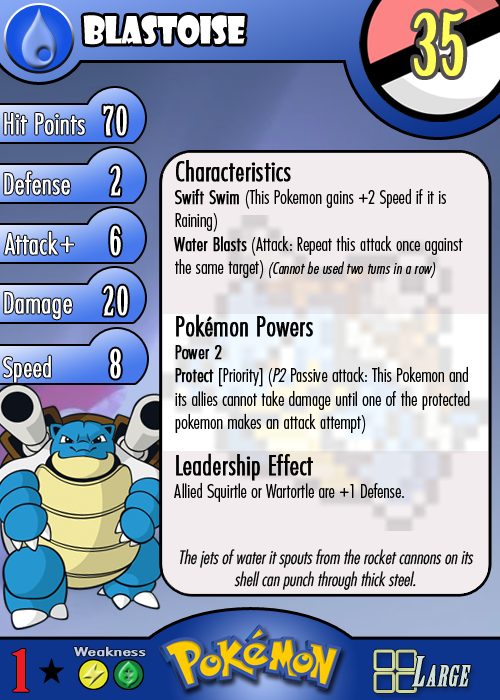 BLASTOISE
35
Hit Points 70
Defense 2
Attack+ 6
Damage 20
Speed 8
Characteristics
Swift Swim (This Pokemon gains +2 Speed if it is
Raining)
Water Blasts (Attack: Repeat this attack once against
the same target) (Cannot be used two turns in a row)
Pokémon Powers
Power 2
Protect [Priority] (P2 Passive attack: This Pokemon and
its allies cannot take damage until one of the protected
pokemon makes an attack attempt)
Leadership Effect
Allied Squirtle or Wartortle are +1 Defense.
The jets of water it spouts from the rocket cannons on its
shell can punch through thick steel.
1 ★ Weakness
POKéMON
LARGE